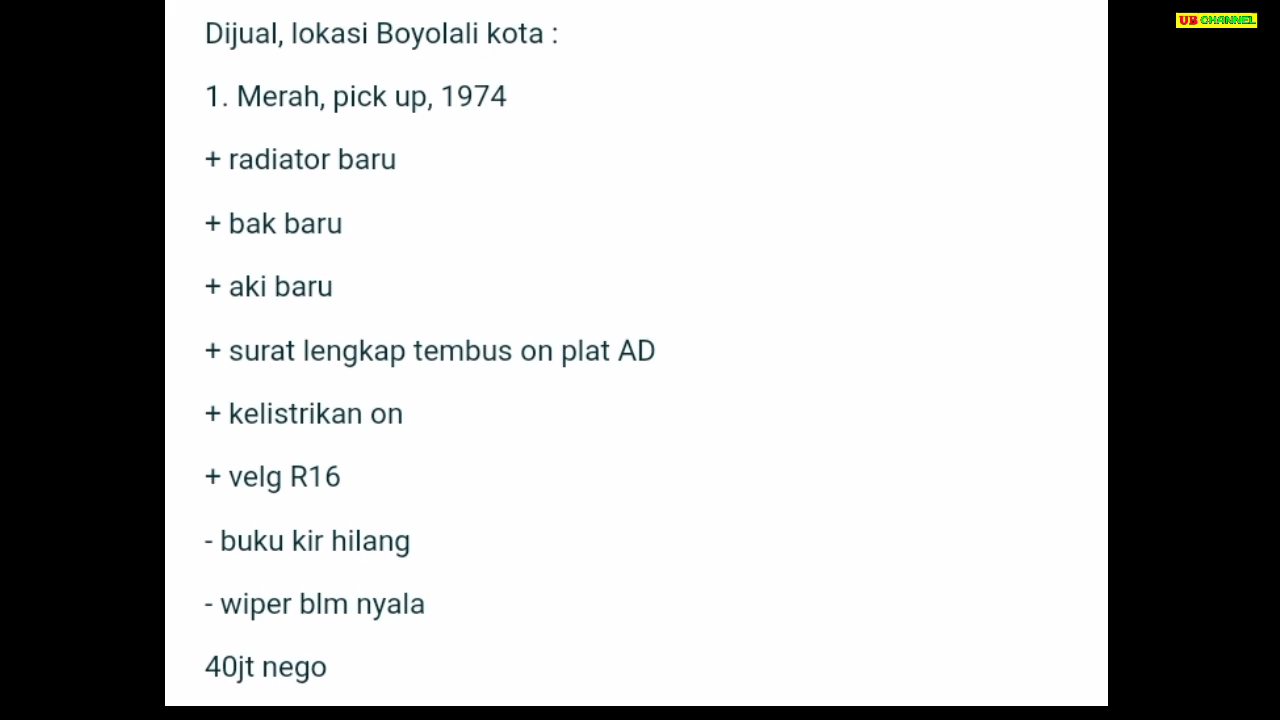 Dijual, lokasi Boyolali kota :
UB CHANNEL
1. Merah, pick up, 1974
+ radiator baru
+ bak baru
+ aki baru
+ surat lengkap tembus on plat AD
+ kelistrikan on
+ velg R16
- buku kir hilang
- wiper blm nyala
40jt nego